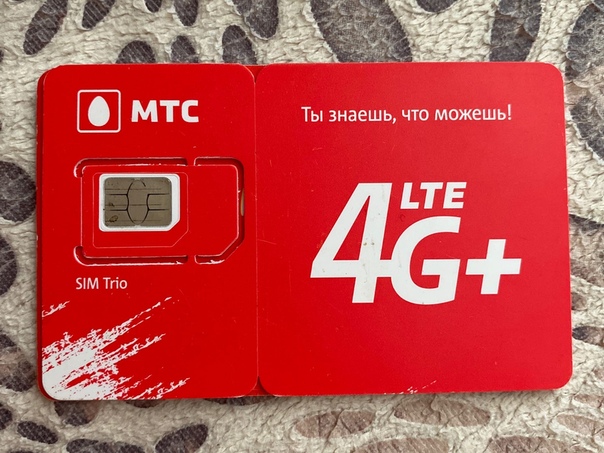 МТС
SIM Trio
Ты знаешь, что можешь!
LTE
4G+